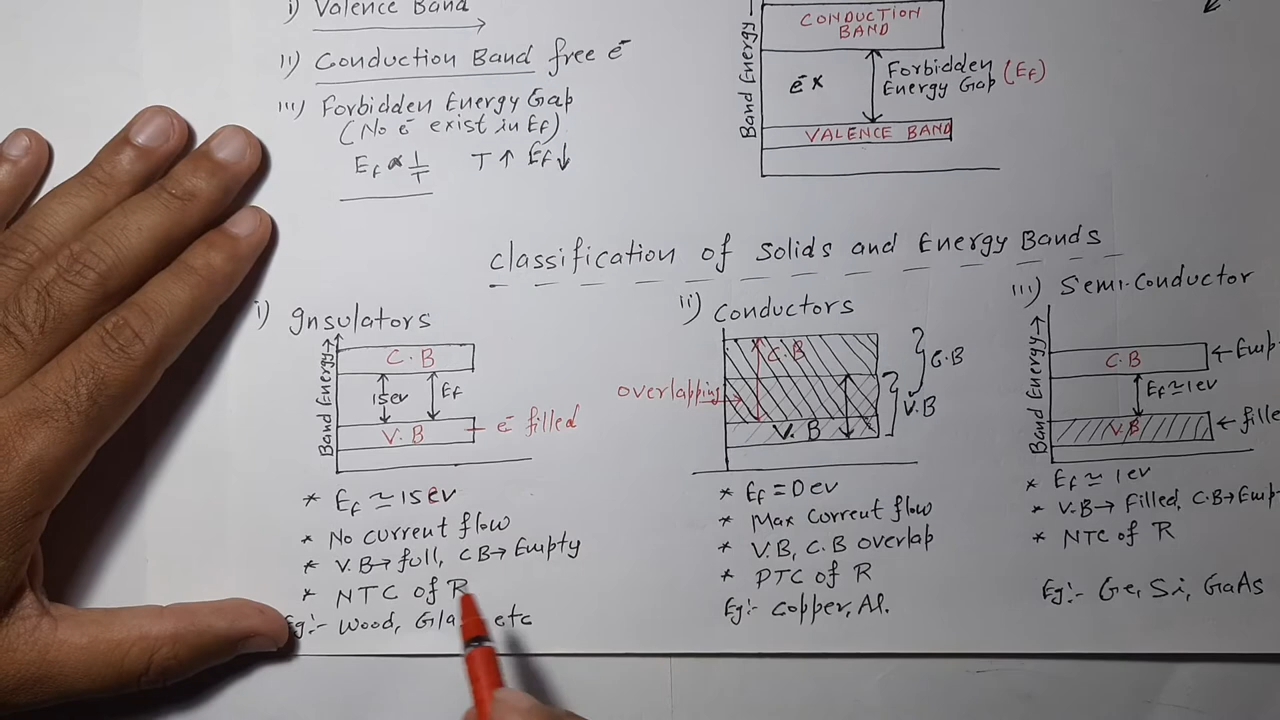 i) Valence Band
ii) Conduction Band free e⁻
iii) Forbidden Energy Gap
(No e⁻ exist in Ef)
Ef ∝ 1/T T↑ Ef↓
Band Energy
CONDUCTION
BAND
e⁻ x
Forbidden
Energy Gap (Ef)
VALENCE BAND
classification of Solids and Energy Bands
i) Insulators
Band Energy→
C.B
15ev
Ef
V.B
e⁻ filled
* Ef ≃ 15ev
* No current flow
* V.B→ full, CB→ Empty
* NTC of R
Eg:- Wood, etc
ii) Conductors
C.B
overlapping
V.B
C.B
V.B
* Ef = 0ev
* Max current flow
* V.B, C.B overlap
* PTC of R
Eg:- Copper, Al.
iii) Semi-Conductor
Band Energy→
C.B
Ef ≃ 1ev
V.B
* Ef ≃ 1ev
* V.B→ Filled, C.B→
* NTC of R
Eg:- Ge, Si, GaAs